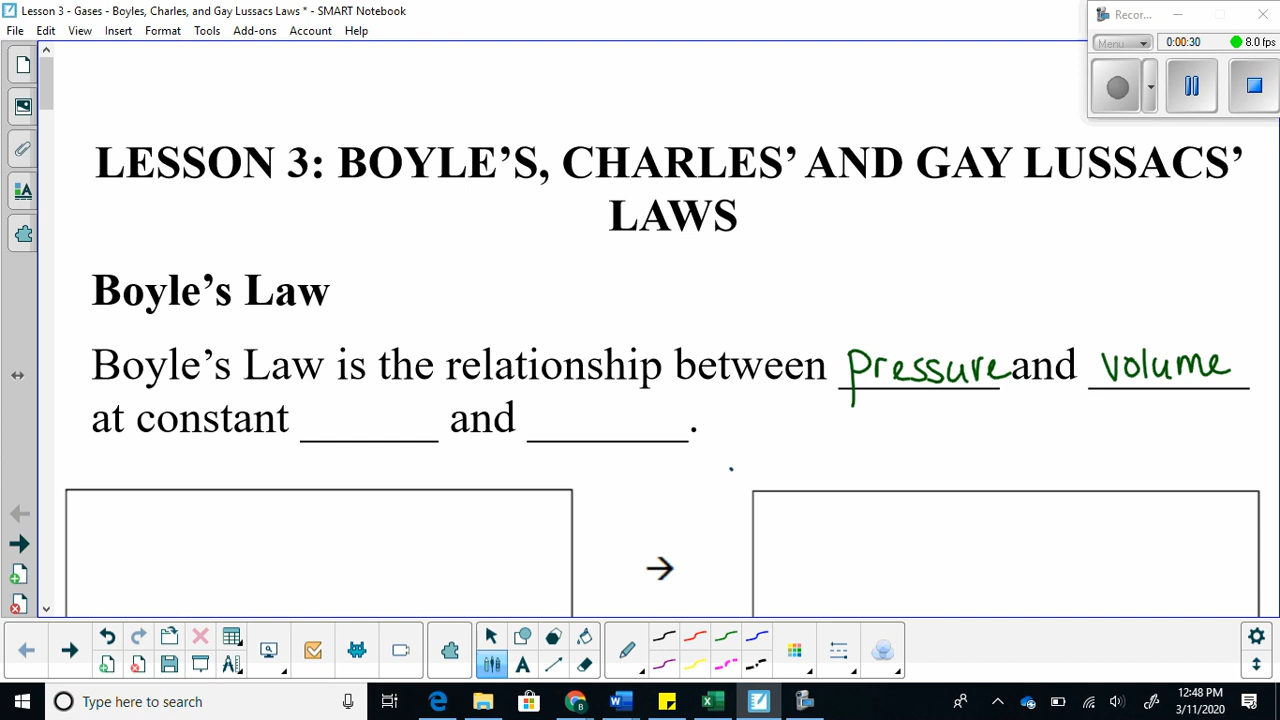 Lesson 3 - Gases - Boyles, Charles, and Gay Lussacs Laws * - SMART Notebook
Recor...
File Edit View Insert Format Tools Add-ons Account Help
Menu 0:00:30 8.0 fps
LESSON 3: BOYLE’S, CHARLES’ AND GAY LUSSACS’
LAWS
Boyle’s Law
Boyle’s Law is the relationship between pressure and volume
at constant ________ and ________.
→
Type here to search
12:48 PM
3/11/2020